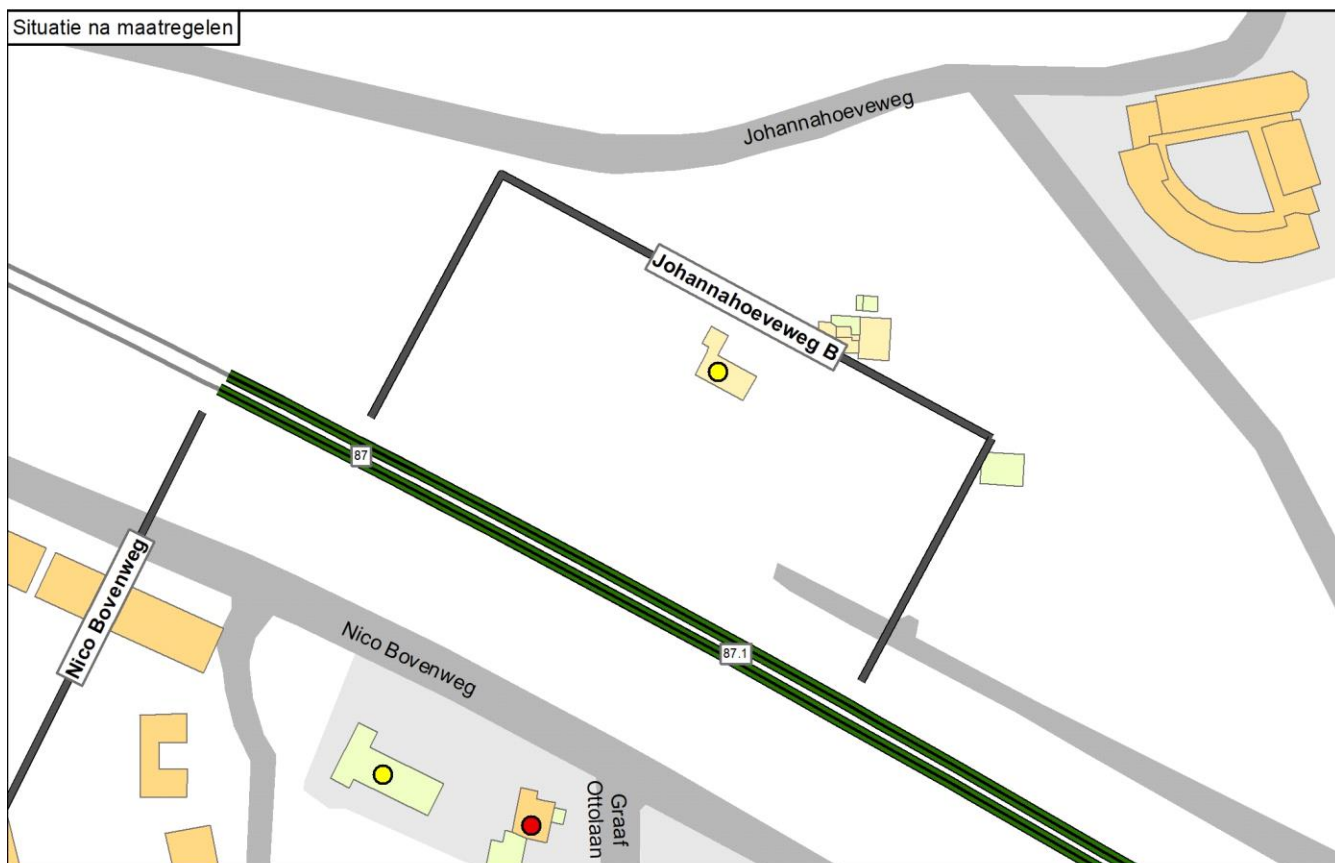 Situatie na maatregelen
Johannahoeveweg
Johannahoeveweg B
87
Nico Bovenweg
Nico Bovenweg
87.1
Graaf
Ottolaan